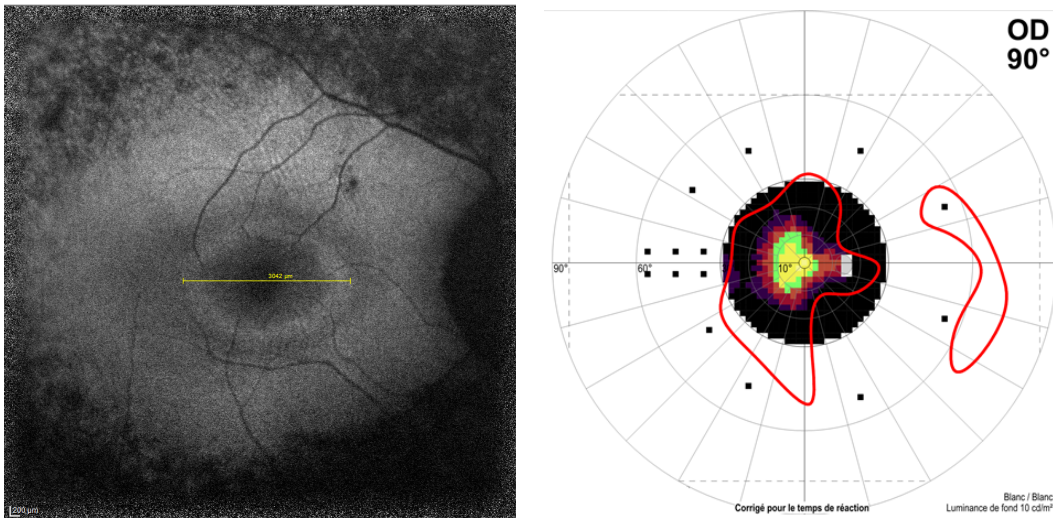 3042 µm
200 µm
OD
90°
90°
60°
10°
Corrigé pour le temps de réaction
Blanc / Blanc
Luminance de fond 10 cd/m²